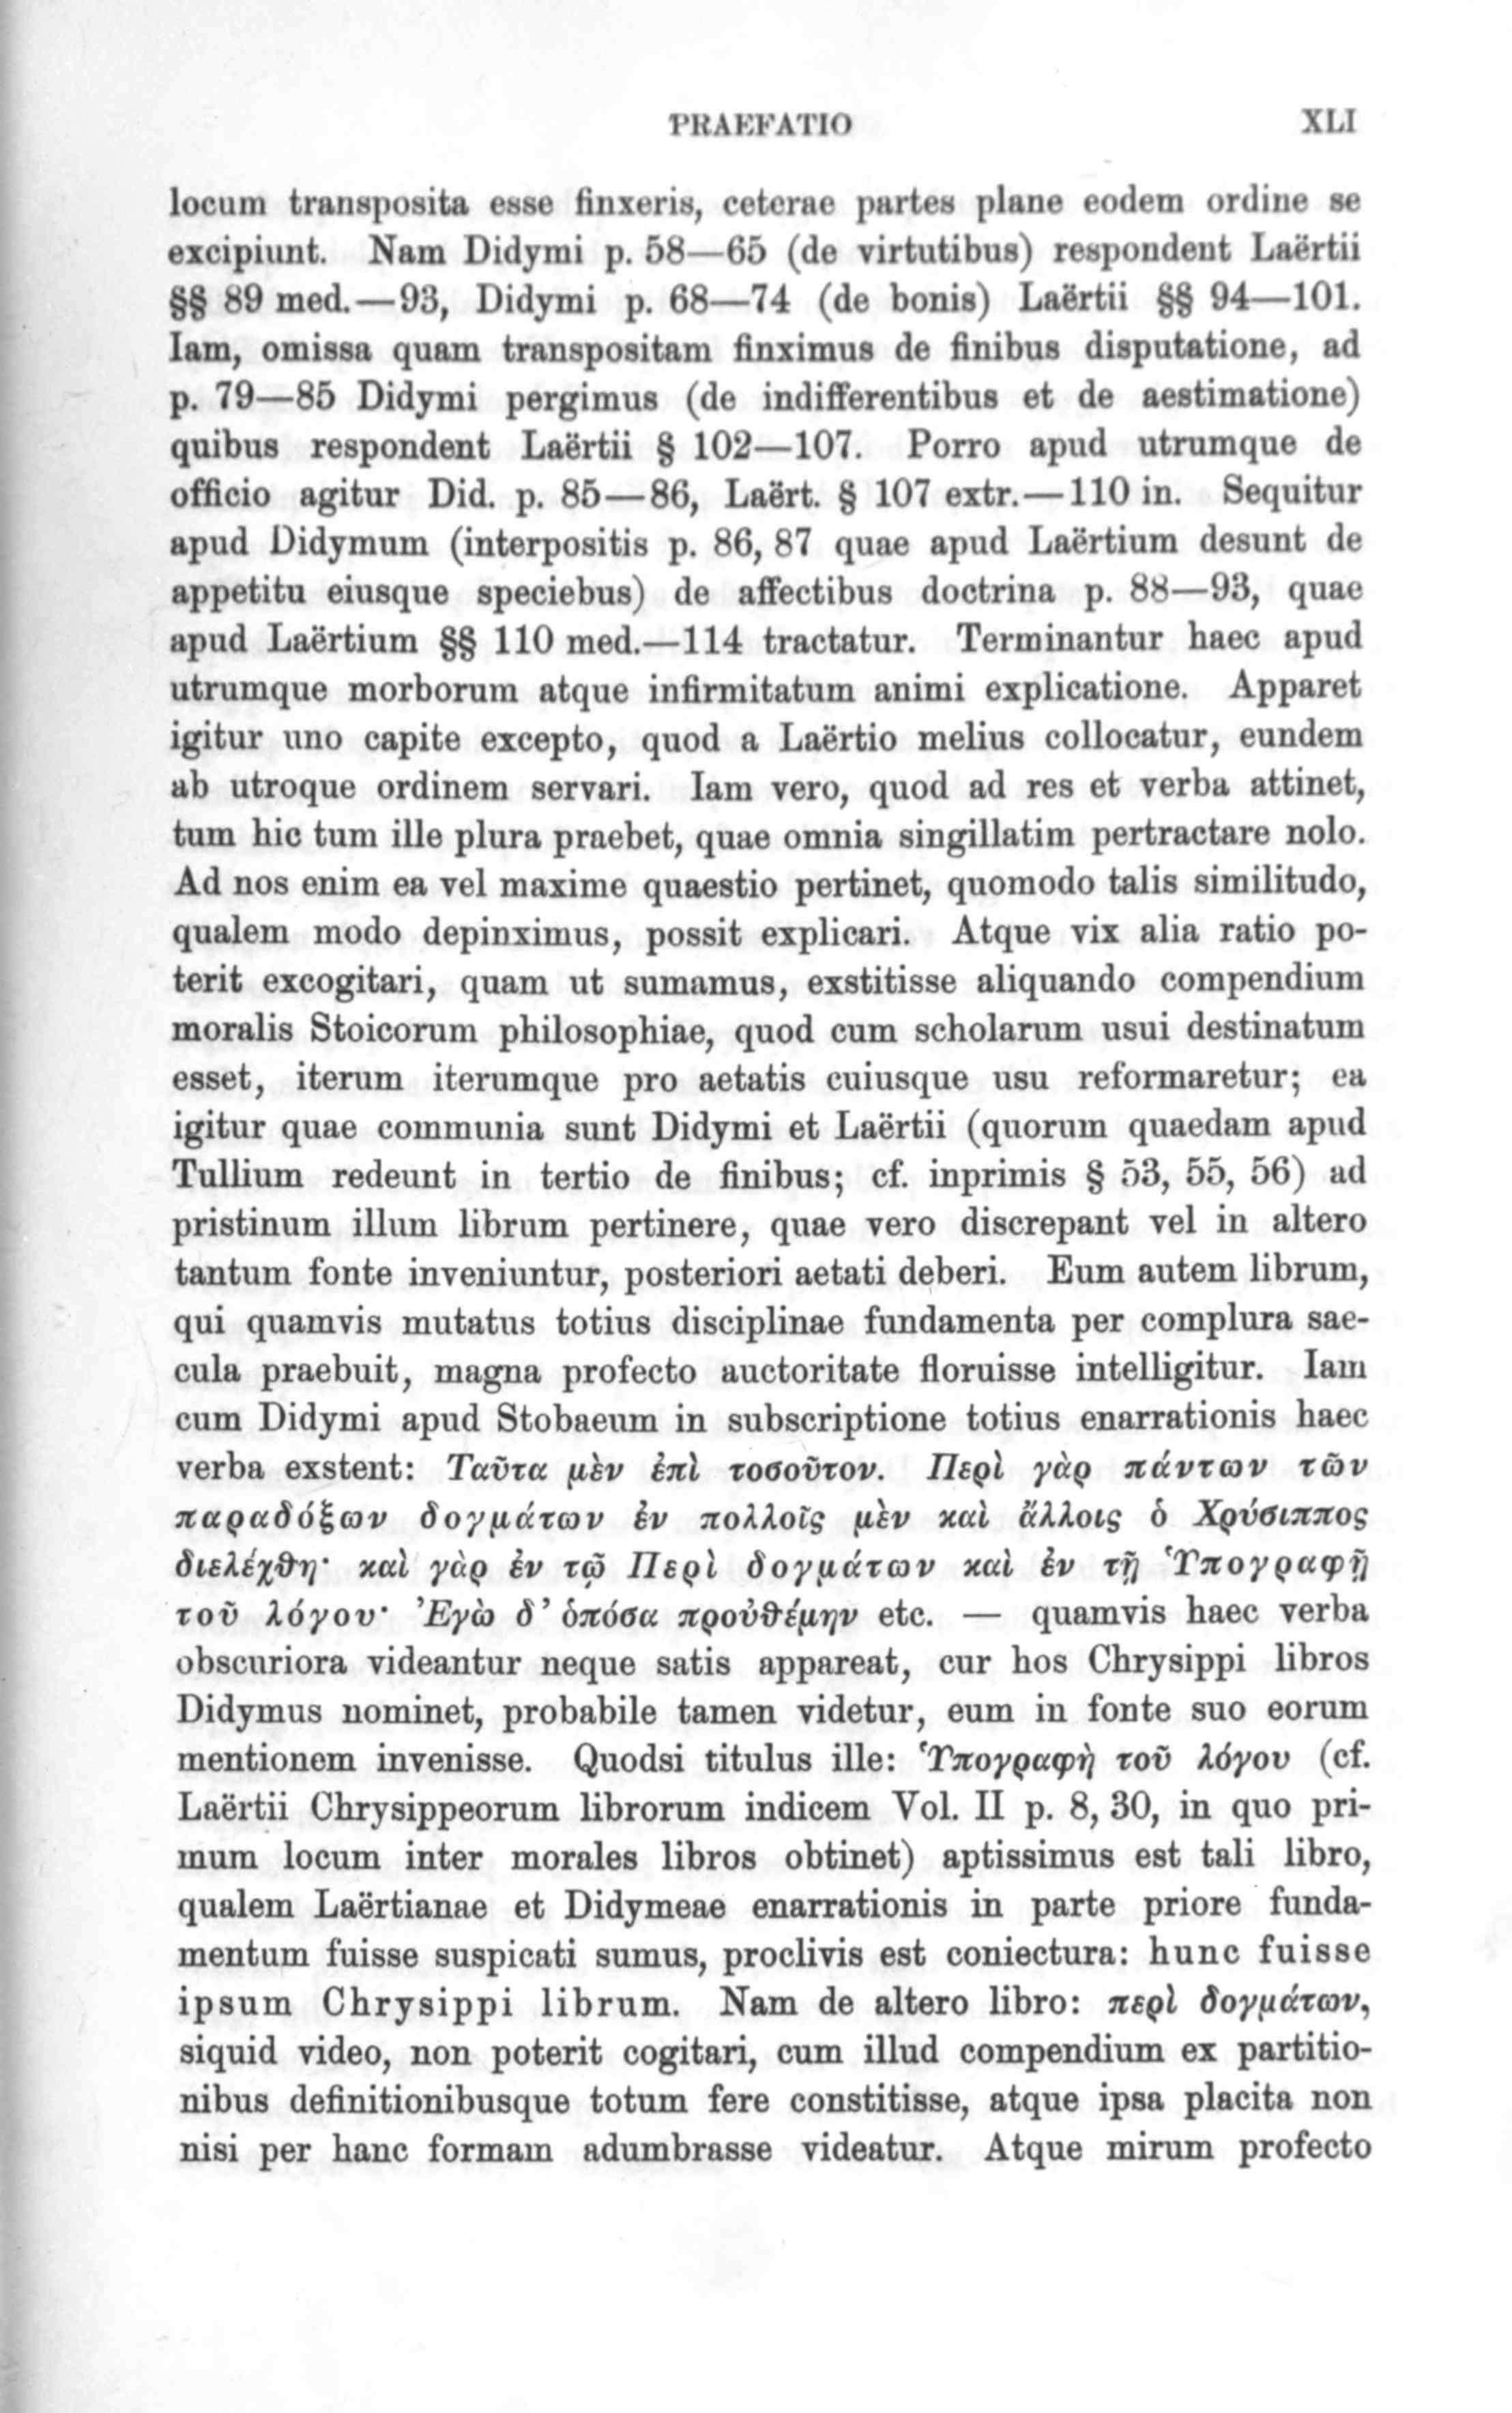 PRAEFATIO XLI
locum transposita esse finxeris, ceterae partes plane eodem ordine se
excipiunt. Nam Didymi p. 58—65 (de virtutibus) respondent Laërtii
§§ 89 med.—93, Didymi p. 68—74 (de bonis) Laërtii §§ 94—101.
Iam, omissa quam transpositam finximus de finibus disputatione, ad
p. 79—85 Didymi pergimus (de indifferentibus et de aestimatione)
quibus respondent Laërtii § 102—107. Porro apud utrumque de
officio agitur Did. p. 85—86, Laërt. § 107 extr.—110 in. Sequitur
apud Didymum (interpositis p. 86, 87 quae apud Laërtium desunt de
appetitu eiusque speciebus) de affectibus doctrina p. 88—93, quae
apud Laërtium §§ 110 med.—114 tractatur. Terminantur haec apud
utrumque morborum atque infirmitatum animi explicatione. Apparet
igitur uno capite excepto, quod a Laërtio melius collocatur, eundem
ab utroque ordinem servari. Iam vero, quod ad res et verba attinet,
tum hic tum ille plura praebet, quae omnia singillatim pertractare nolo.
Ad nos enim ea vel maxime quaestio pertinet, quomodo talis similitudo,
qualem modo depinximus, possit explicari. Atque vix alia ratio po-
terit excogitari, quam ut sumamus, exstitisse aliquando compendium
moralis Stoicorum philosophiae, quod cum scholarum usui destinatum
esset, iterum iterumque pro aetatis cuiusque usu reformaretur; ea
igitur quae communia sunt Didymi et Laërtii (quorum quaedam apud
Tullium redeunt in tertio de finibus; cf. inprimis § 53, 55, 56) ad
pristinum illum librum pertinere, quae vero discrepant vel in altero
tantum fonte inveniuntur, posteriori aetati deberi. Eum autem librum,
qui quamvis mutatus totius disciplinae fundamenta per complura sae-
cula praebuit, magna profecto auctoritate floruisse intelligitur. Iam
cum Didymi apud Stobaeum in subscriptione totius enarrationis haec
verba exstent: Ταῦτα μὲν ἐπὶ τοσοῦτον. Περὶ γὰρ πάντων τῶν
παραδόξων δογμάτων ἐν πολλοῖς μὲν καὶ ἄλλοις ὁ Χρύσιππος
διελέχθη· καὶ γὰρ ἐν τῷ Περὶ δογμάτων καὶ ἐν τῇ Ὑπογραφῇ
τοῦ λόγου· Ἐγὼ δ’ ὁπόσα προὐθέμην etc. — quamvis haec verba
obscuriora videantur neque satis appareat, cur hos Chrysippi libros
Didymus nominet, probabile tamen videtur, eum in fonte suo eorum
mentionem invenisse. Quodsi titulus ille: Ὑπογραφὴ τοῦ λόγου (cf.
Laërtii Chrysippeorum librorum indicem Vol. II p. 8, 30, in quo pri-
mum locum inter morales libros obtinet) aptissimus est tali libro,
qualem Laërtianae et Didymeae enarrationis in parte priore funda-
mentum fuisse suspicati sumus, proclivis est coniectura: hunc fuisse
ipsum Chrysippi librum. Nam de altero libro: περὶ δογμάτων,
siquid video, non poterit cogitari, cum illud compendium ex partitio-
nibus definitionibusque totum fere constitisse, atque ipsa placita non
nisi per hanc formam adumbrasse videatur. Atque mirum profecto